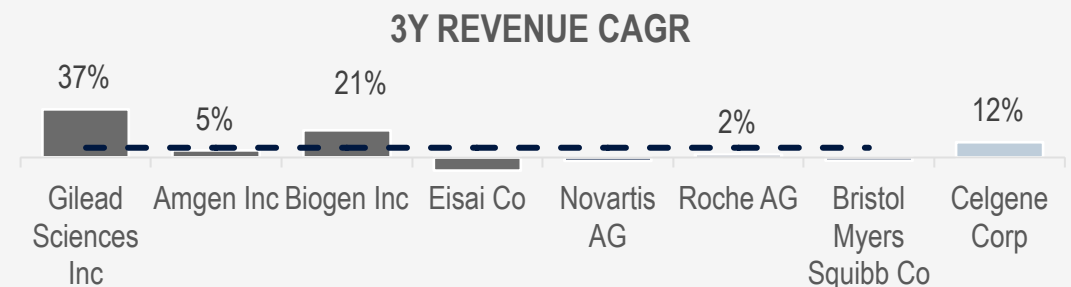 3Y REVENUE CAGR
37%
5%
21%
2%
12%
Gilead Sciences Inc
Amgen Inc
Biogen Inc
Eisai Co
Novartis AG
Roche AG
Bristol Myers Squibb Co
Celgene Corp